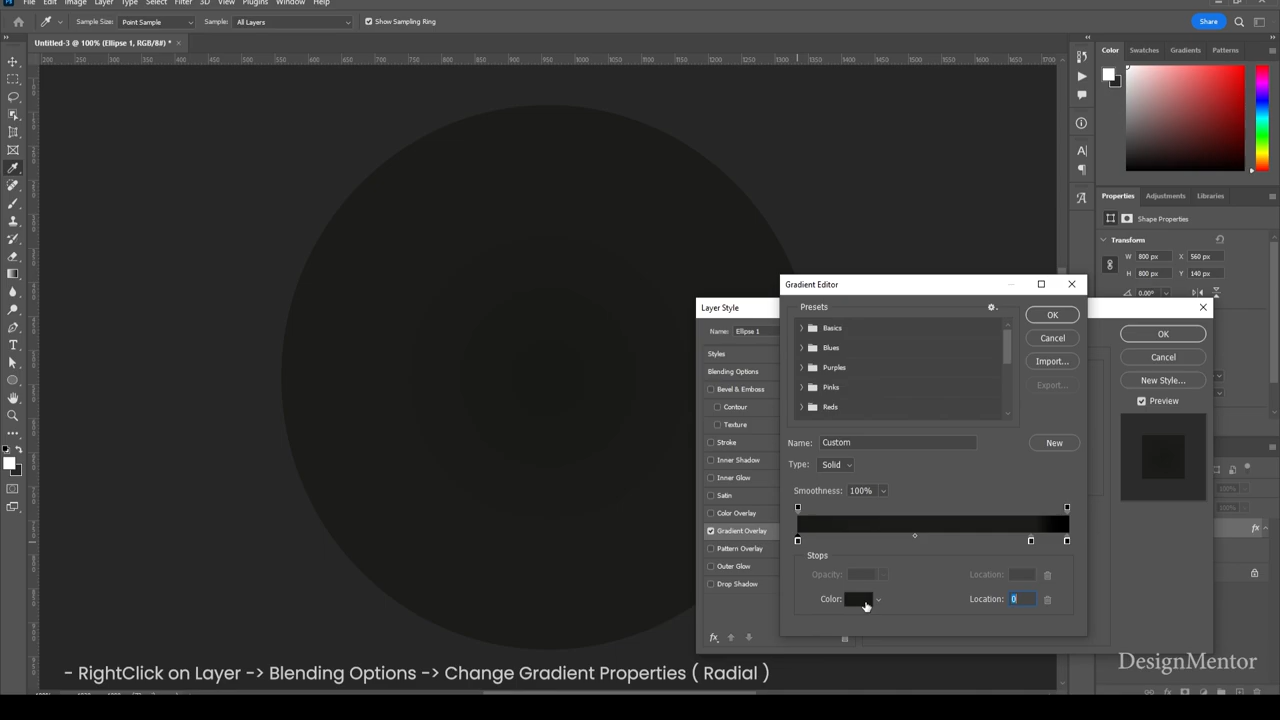 File Edit Image Layer Type Select Filter 3D View Plugins Window Help
Sample Size: Point Sample Sample: All Layers Show Sampling Ring Share
Untitled-3 @ 100% (Ellipse 1, RGB/8#) * ×
Color Swatches Gradients Patterns
Properties Adjustments Libraries
Shape Properties
Transform
W 800 px X 560 px
H 800 px Y 140 px
0.00°
Gradient Editor
Presets
Basics
Blues
Purples
Pinks
Reds
OK
Cancel
Import...
Export...
Name: Custom New
Type: Solid
Smoothness: 100%
Stops
Opacity: Location:
Color: Location: 0
Layer Style
Name: Ellipse 1
Styles
Blending Options
Bevel & Emboss
Contour
Texture
Stroke
Inner Shadow
Inner Glow
Satin
Color Overlay
Gradient Overlay
Pattern Overlay
Outer Glow
Drop Shadow
fx
OK
Cancel
New Style...
Preview
fx
- RightClick on Layer -> Blending Options -> Change Gradient Properties ( Radial )
DesignMentor